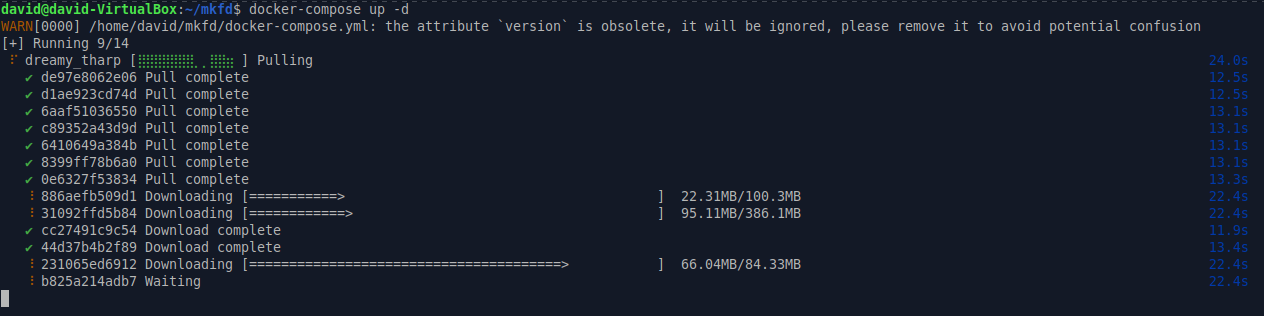 david@david-VirtualBox:~/mkfd$ docker-compose up -d
WARN[0000] /home/david/mkfd/docker-compose.yml: the attribute `version` is obsolete, it will be ignored, please remove it to avoid potential confusion
[+] Running 9/14
⠏ dreamy_tharp [⣿⣿⣿⣿⣿⣿⣿⣀⣀⣿⣿⣶ ] Pulling 24.0s
✔ de97e8062e06 Pull complete 12.5s
✔ d1ae923cd74d Pull complete 12.5s
✔ 6aaf51036550 Pull complete 13.1s
✔ c89352a43d9d Pull complete 13.1s
✔ 6410649a384b Pull complete 13.1s
✔ 8399ff78b6a0 Pull complete 13.1s
✔ 0e6327f53834 Pull complete 13.3s
⠸ 886aefb509d1 Downloading [===========> ] 22.31MB/100.3MB 22.4s
⠸ 31092ffd5b84 Downloading [============> ] 95.11MB/386.1MB 22.4s
✔ cc27491c9c54 Download complete 11.9s
✔ 44d37b4b2f89 Download complete 13.4s
⠸ 231065ed6912 Downloading [=======================================> ] 66.04MB/84.33MB 22.4s
⠸ b825a214adb7 Waiting 22.4s